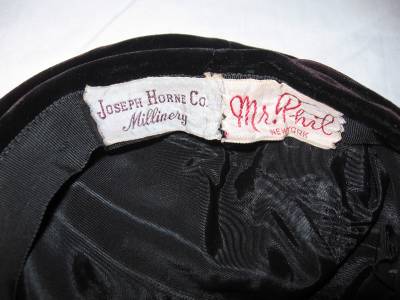 Joseph Horne Co.
Millinery
Mr. Phil
NEW YORK